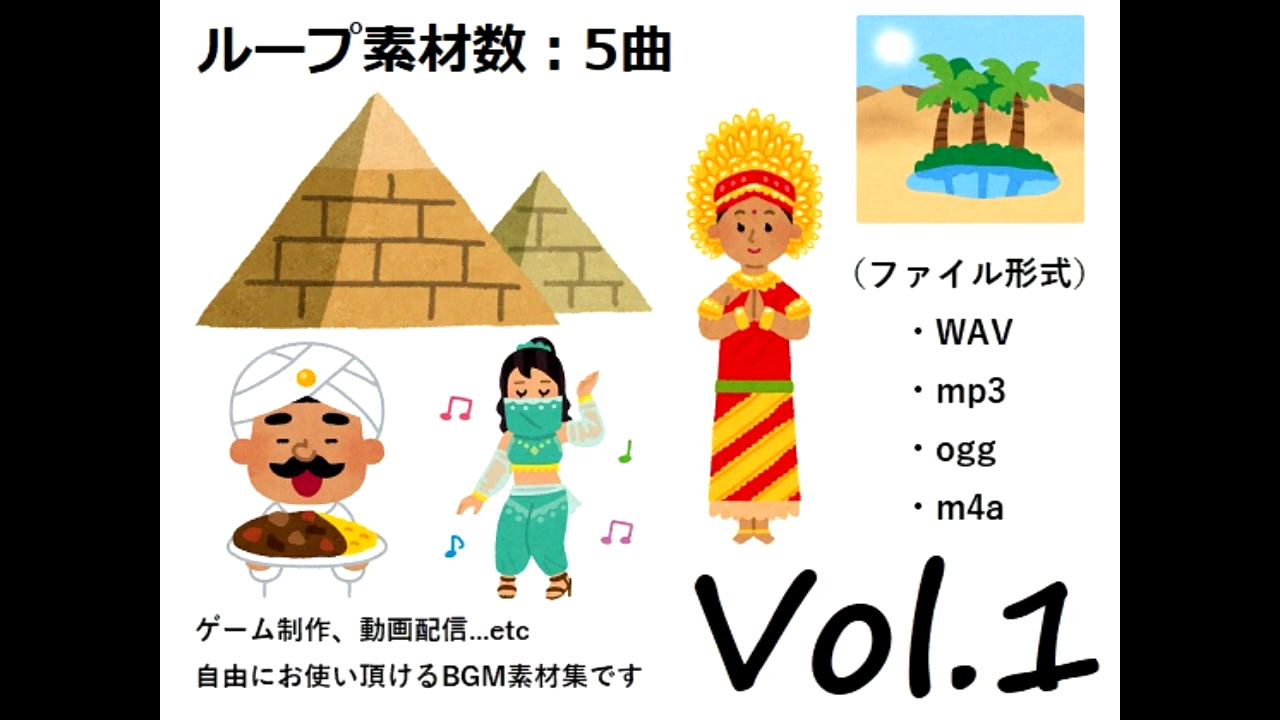 ループ素材数：5曲
（ファイル形式）
・WAV
・mp3
・ogg
・m4a
ゲーム制作、動画配信...etc
自由にお使い頂けるBGM素材集です
Vol.1